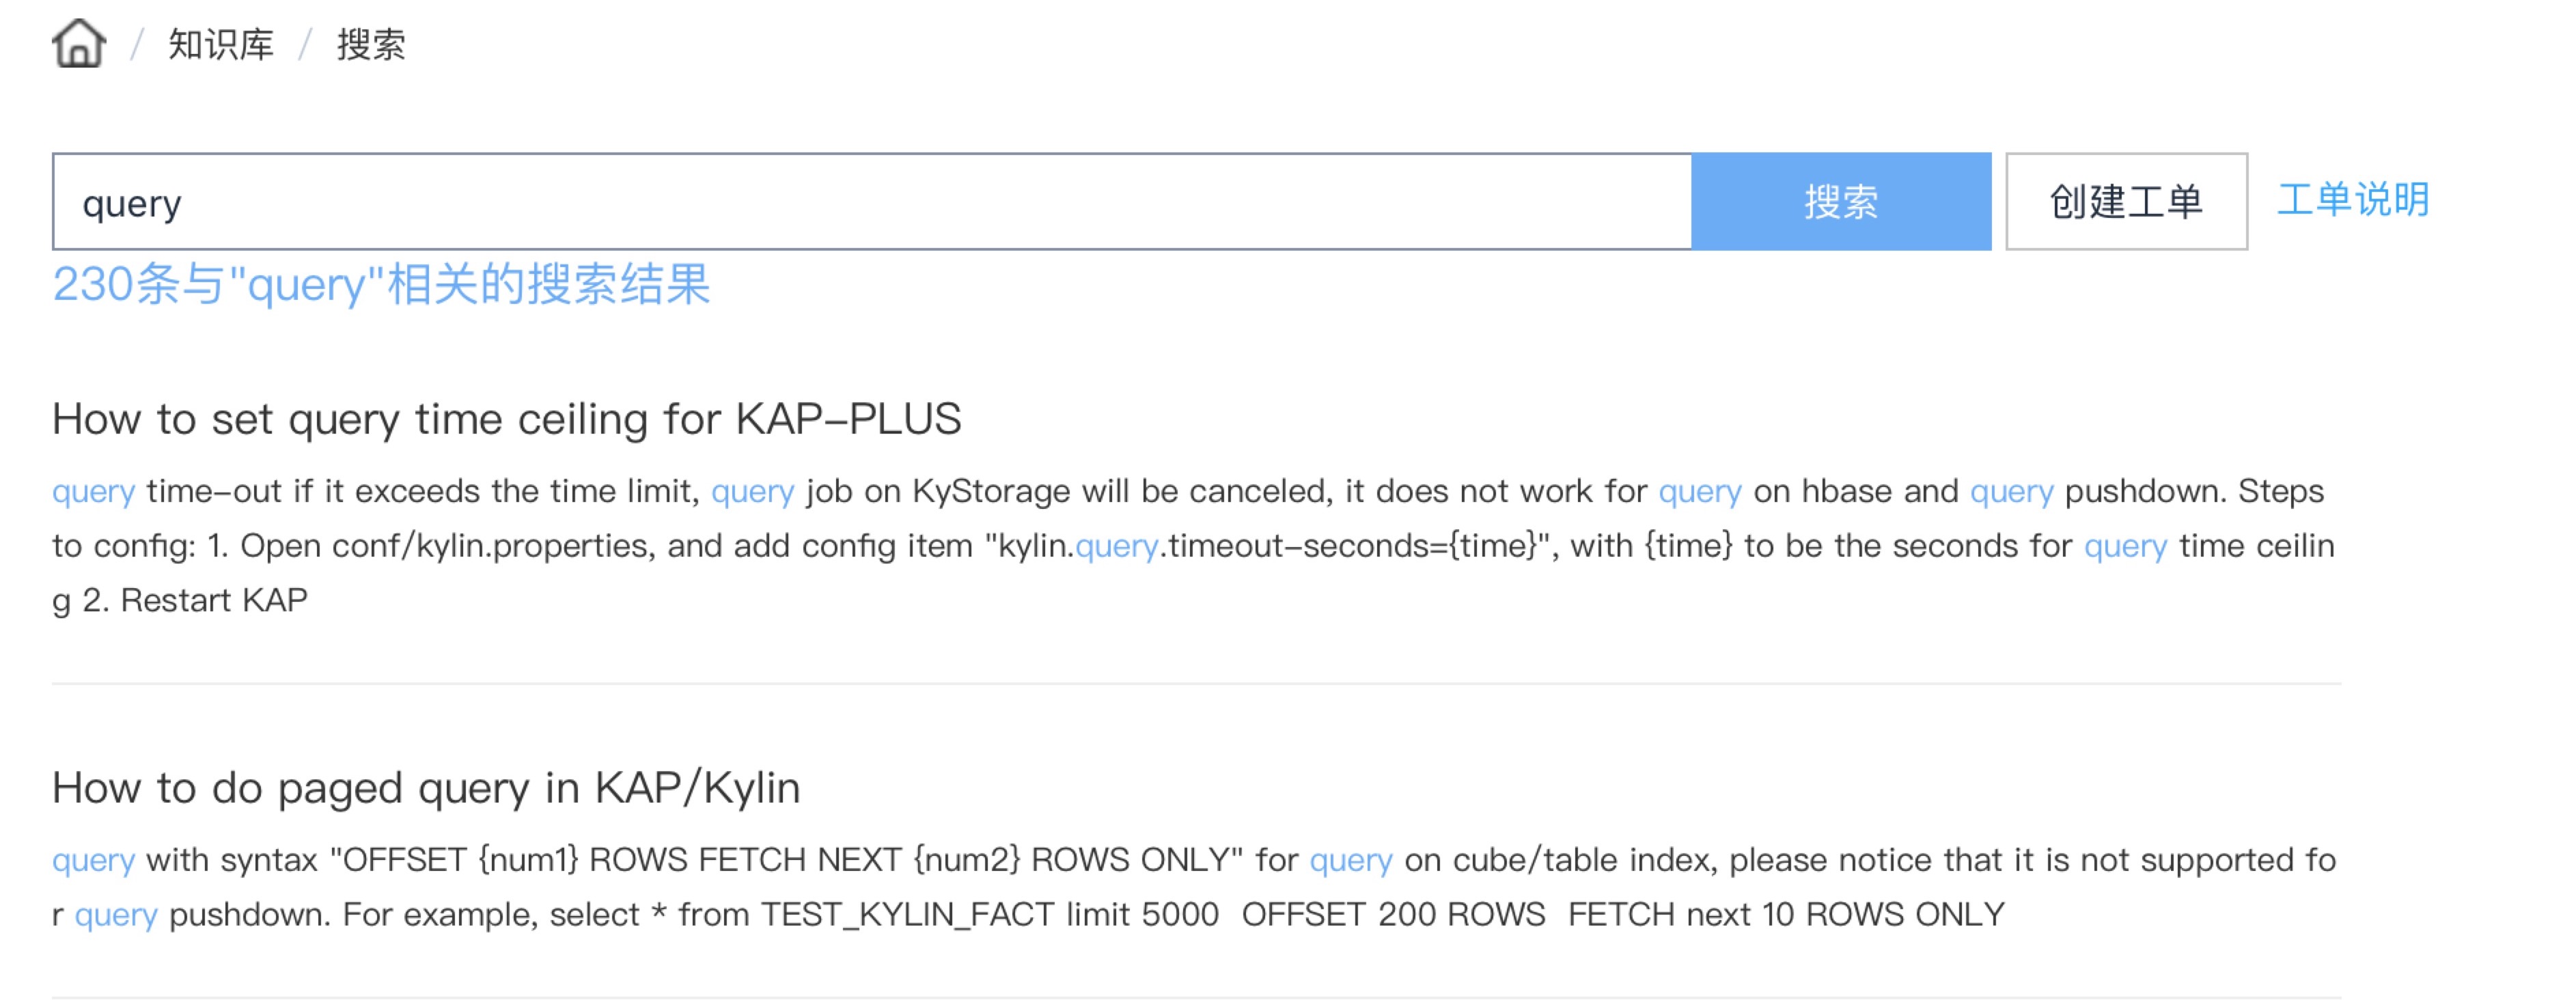 / 知识库 / 搜索
query 搜索 创建工单 工单说明
230条与"query"相关的搜索结果
How to set query time ceiling for KAP-PLUS
query time-out if it exceeds the time limit, query job on KyStorage will be canceled, it does not work for query on hbase and query pushdown. Steps
to config: 1. Open conf/kylin.properties, and add config item "kylin.query.timeout-seconds={time}", with {time} to be the seconds for query time ceilin
g 2. Restart KAP
How to do paged query in KAP/Kylin
query with syntax "OFFSET {num1} ROWS FETCH NEXT {num2} ROWS ONLY" for query on cube/table index, please notice that it is not supported fo
r query pushdown. For example, select * from TEST_KYLIN_FACT limit 5000  OFFSET 200 ROWS  FETCH next 10 ROWS ONLY